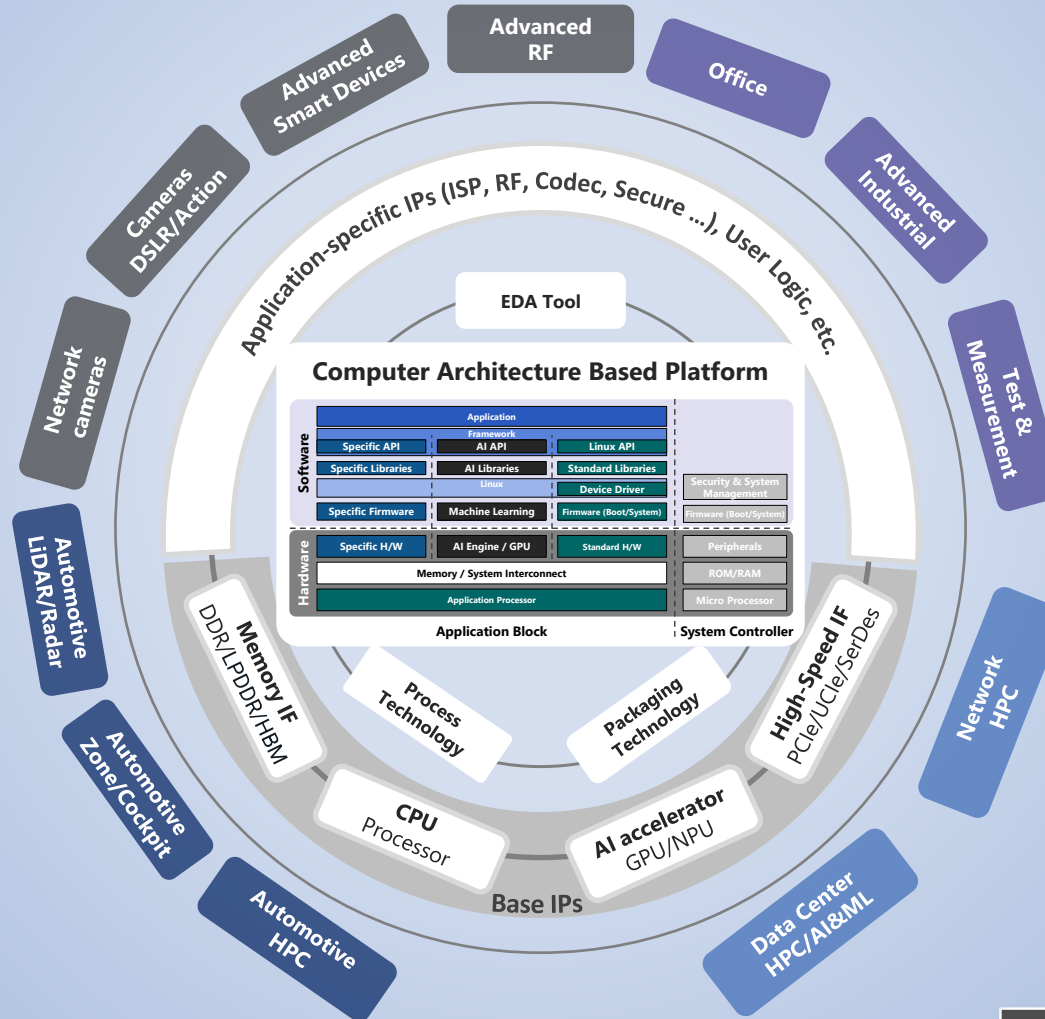 Advanced
RF
Office
Advanced
Industrial
Test &
Measurement
Network
HPC
Data Center
HPC/AI&ML
Automotive
HPC
Automotive
Zone/Cockpit
Automotive
LiDAR/Radar
Network
cameras
Cameras
DSLR/Action
Advanced
Smart Devices
Application-specific IPs (ISP, RF, Codec, Secure ...), User Logic, etc.
EDA Tool
Computer Architecture Based Platform
Software
Application
Framework
Specific API
AI API
Linux API
Specific Libraries
AI Libraries
Standard Libraries
Linux
Device Driver
Specific Firmware
Machine Learning
Firmware (Boot/System)
Security & System
Management
Firmware (Boot/System)
Hardware
Specific H/W
AI Engine / GPU
Standard H/W
Peripherals
Memory / System Interconnect
ROM/RAM
Application Processor
Micro Processor
Application Block
System Controller
Process
Technology
Packaging
Technology
Memory IF
DDR/LPDDR/HBM
CPU
Processor
AI accelerator
GPU/NPU
High-Speed IF
PCIe/UCIe/SerDes
Base IPs